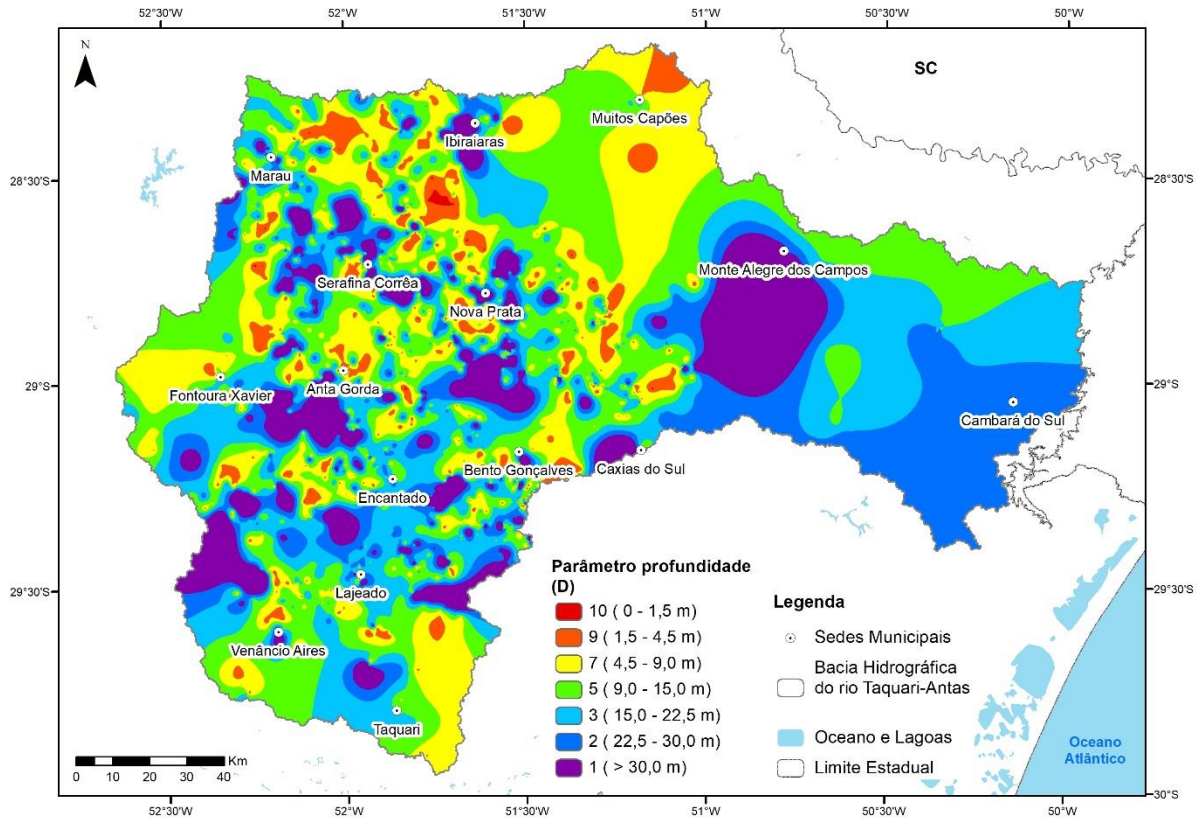 52°30'W
52°W
51°30'W
51°W
50°30'W
50°W
N
SC
Muitos Capões
Ibiraiaras
Marau
28°30'S
28°30'S
Monte Alegre dos Campos
Serafina Corrêa
Nova Prata
29°S
29°S
Fontoura Xavier
Anta Gorda
Cambará do Sul
Bento Gonçalves
Caxias do Sul
Encantado
Lajeado
29°30'S
29°30'S
Venâncio Aires
Taquari
Parâmetro profundidade
(D)
10 ( 0 - 1,5 m)
9 ( 1,5 - 4,5 m)
7 ( 4,5 - 9,0 m)
5 ( 9,0 - 15,0 m)
3 ( 15,0 - 22,5 m)
2 ( 22,5 - 30,0 m)
1 ( > 30,0 m)
Legenda
Sedes Municipais
Bacia Hidrográfica
do rio Taquari-Antas
Oceano e Lagoas
Limite Estadual
Oceano
Atlântico
Km
0 10 20 30 40
30°S
52°30'W
52°W
51°30'W
51°W
50°30'W
50°W